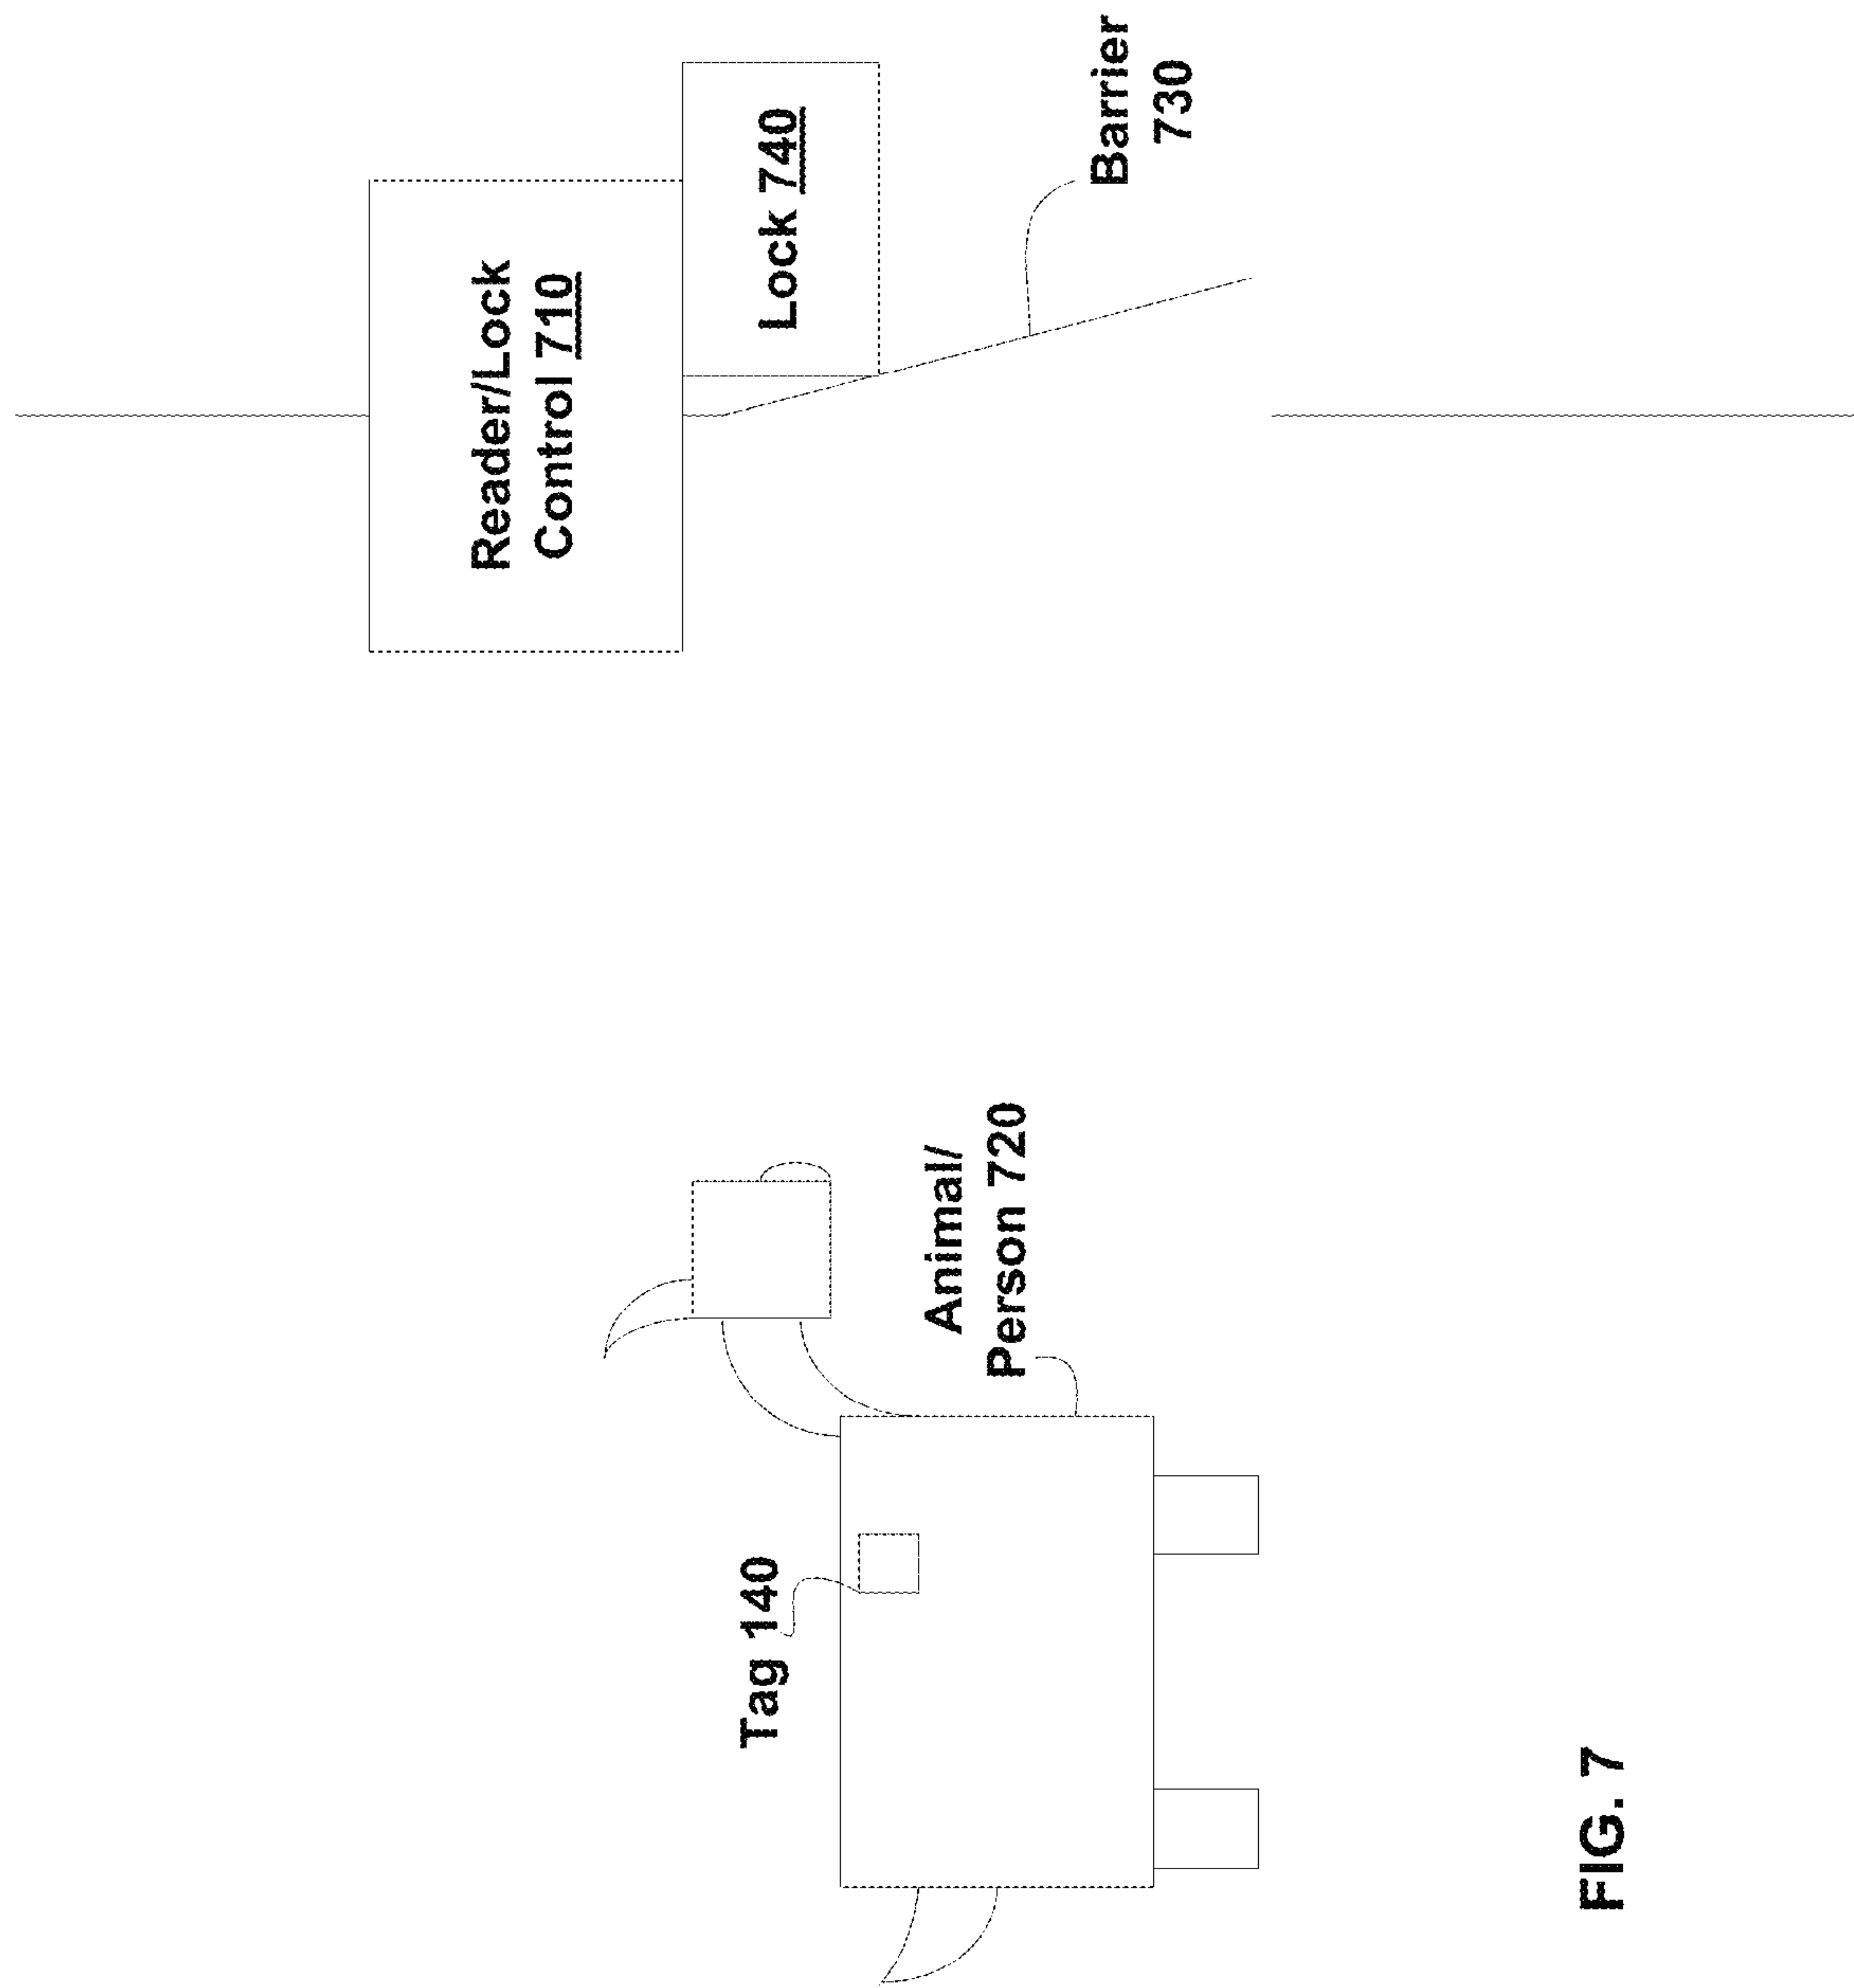 Reader/Lock
Control 710
Lock 740
Barrier
730
Animal/
Person 720
Tag 140
FIG. 7